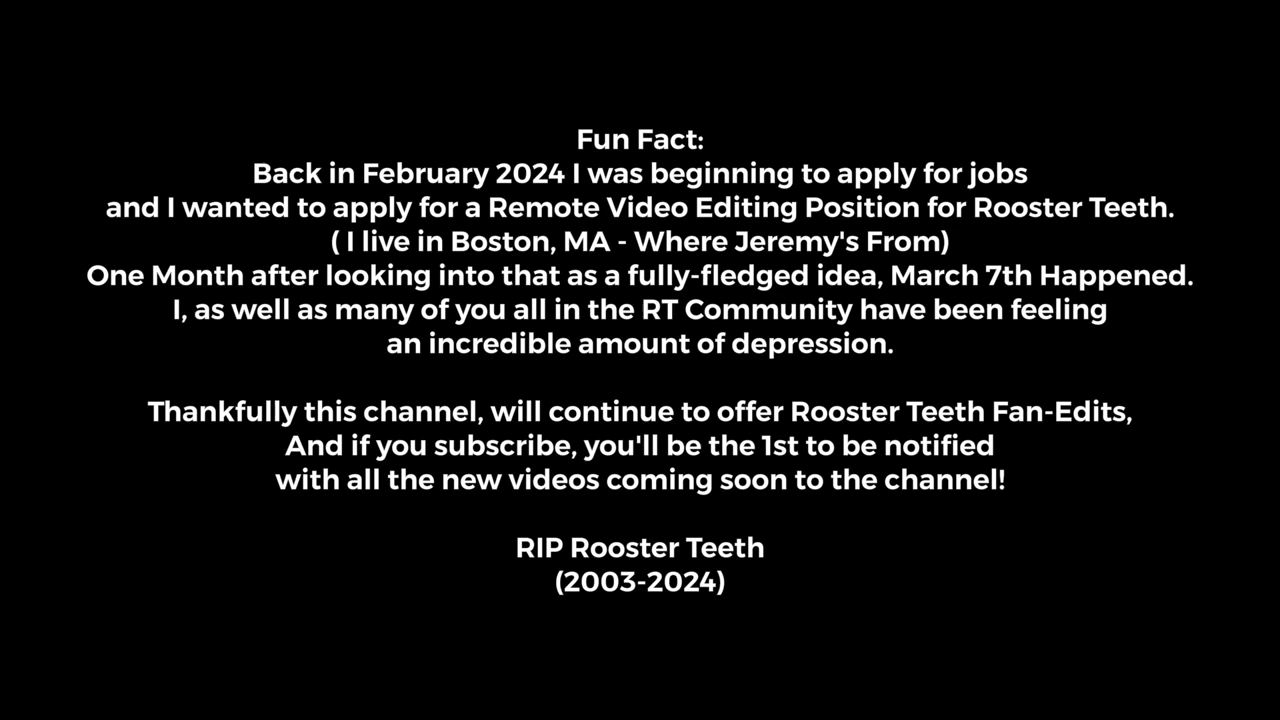 Fun Fact:
Back in February 2024 I was beginning to apply for jobs
and I wanted to apply for a Remote Video Editing Position for Rooster Teeth.
( I live in Boston, MA - Where Jeremy's From)
One Month after looking into that as a fully-fledged idea, March 7th Happened.
I, as well as many of you all in the RT Community have been feeling
an incredible amount of depression.
Thankfully this channel, will continue to offer Rooster Teeth Fan-Edits,
And if you subscribe, you'll be the 1st to be notified
with all the new videos coming soon to the channel!
RIP Rooster Teeth
(2003-2024)